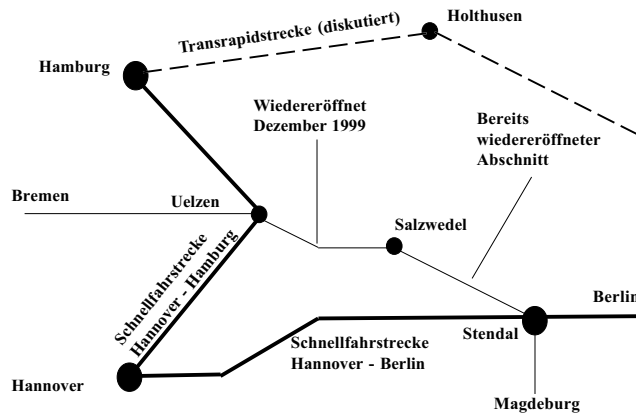 Transrapidstrecke (diskutiert)
Holthusen
Hamburg
Wiedereröffnet
Dezember 1999
Bereits
wiedereröffneter
Abschnitt
Bremen
Uelzen
Salzwedel
Schnellfahrstrecke
Hannover - Hamburg
Berlin
Stendal
Schnellfahrstrecke
Hannover - Berlin
Hannover
Magdeburg